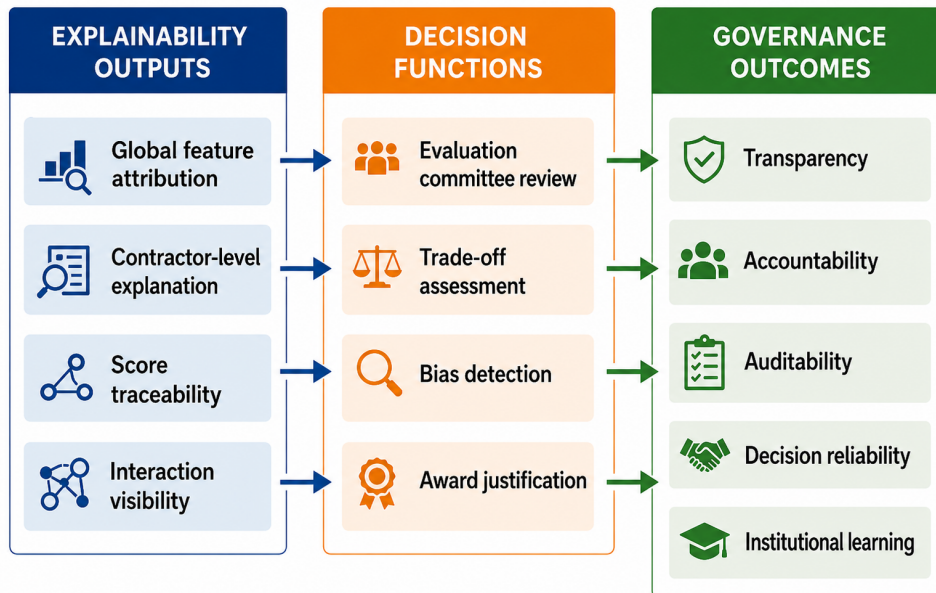 EXPLAINABILITY
OUTPUTS
Global feature
attribution
Contractor-level
explanation
Score
traceability
Interaction
visibility
DECISION
FUNCTIONS
Evaluation
committee review
Trade-off
assessment
Bias detection
Award justification
GOVERNANCE
OUTCOMES
Transparency
Accountability
Auditability
Decision reliability
Institutional learning